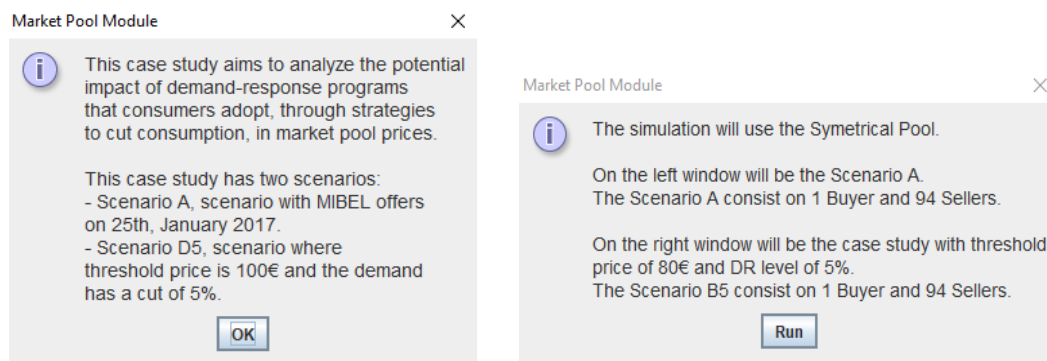 Market Pool Module
This case study aims to analyze the potential
impact of demand-response programs
that consumers adopt, through strategies
to cut consumption, in market pool prices.
This case study has two scenarios:
- Scenario A, scenario with MIBEL offers
on 25th, January 2017.
- Scenario D5, scenario where
threshold price is 100€ and the demand
has a cut of 5%.
OK
Market Pool Module
The simulation will use the Symetrical Pool.
On the left window will be the Scenario A.
The Scenario A consist on 1 Buyer and 94 Sellers.
On the right window will be the case study with threshold
price of 80€ and DR level of 5%.
The Scenario B5 consist on 1 Buyer and 94 Sellers.
Run